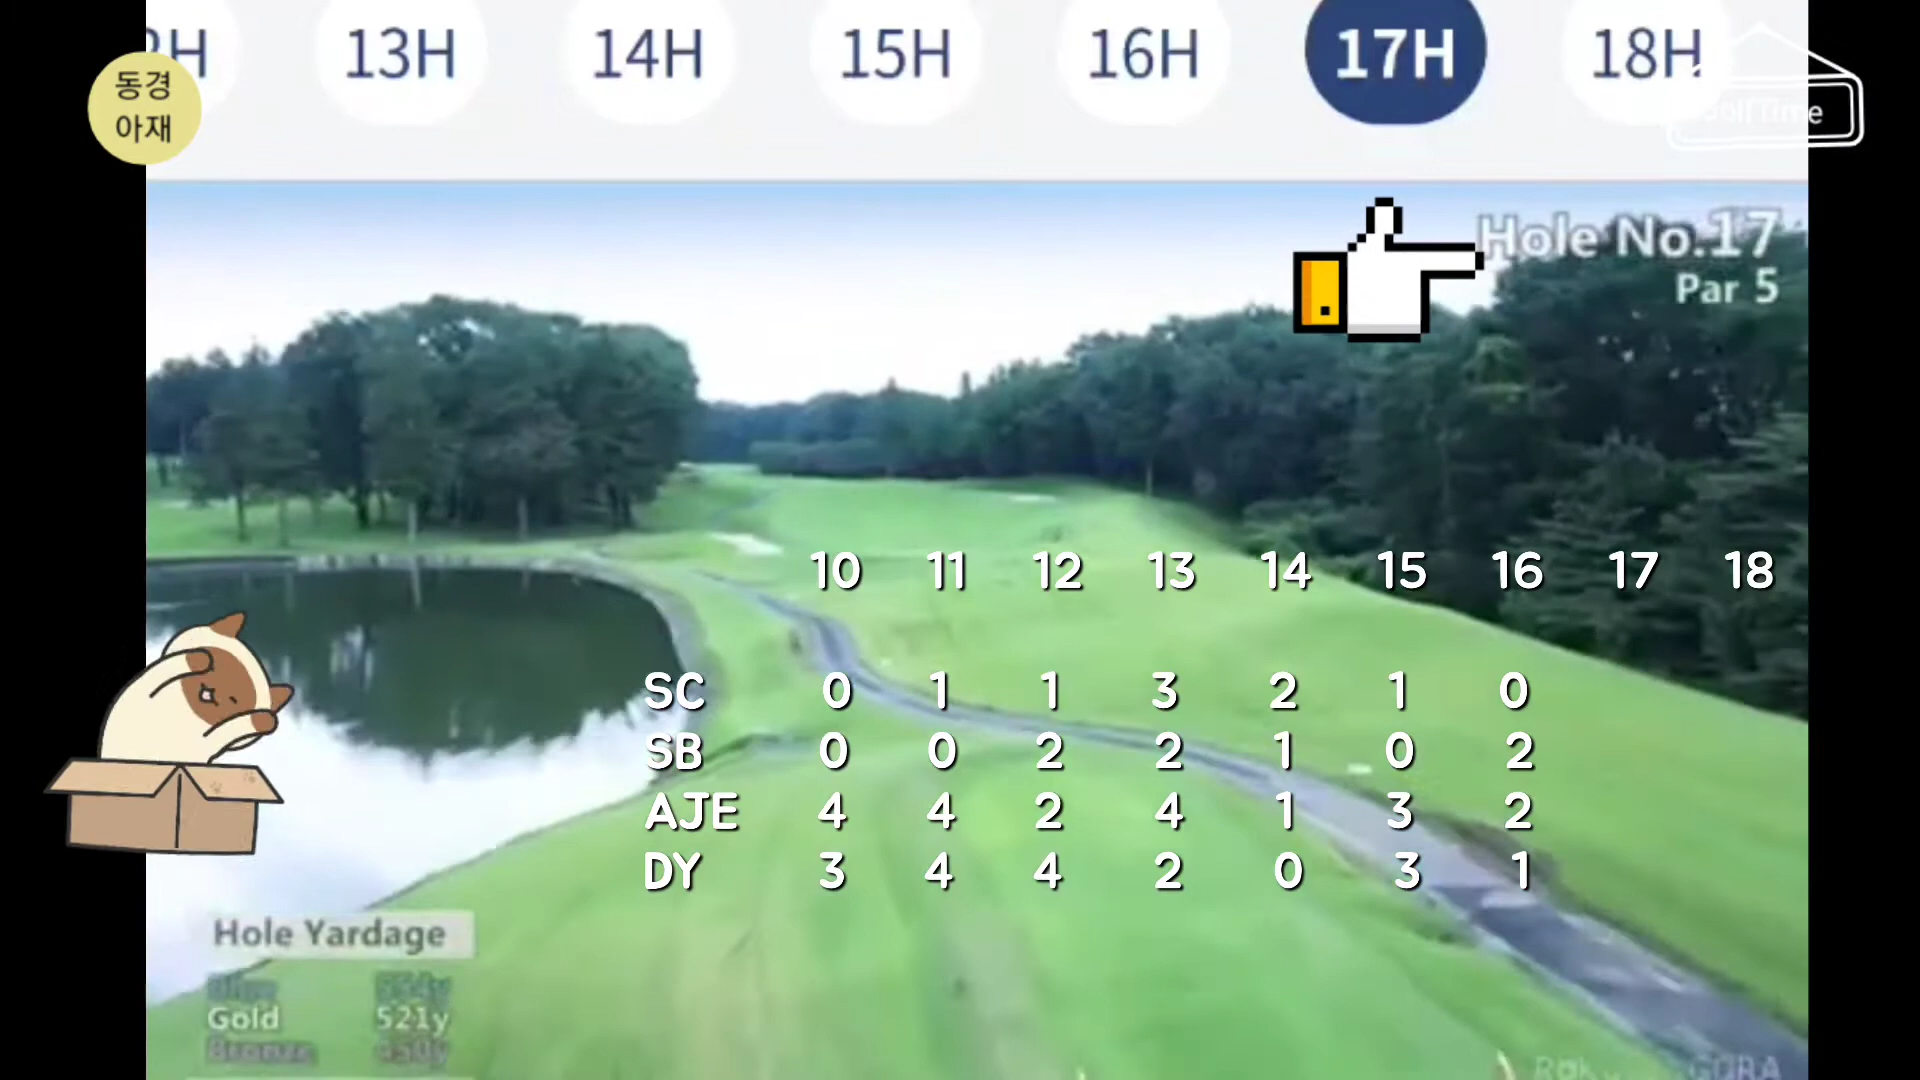 13H 14H 15H 16H 17H 18H
동경
아재
Hole No.17
Par 5
10 11 12 13 14 15 16 17 18
SC 0 1 1 3 2 1 0
SB 0 0 2 2 1 0 2
AJE 4 4 2 4 1 3 2
DY 3 4 4 2 0 3 1
Hole Yardage
Gold 521y
GORA